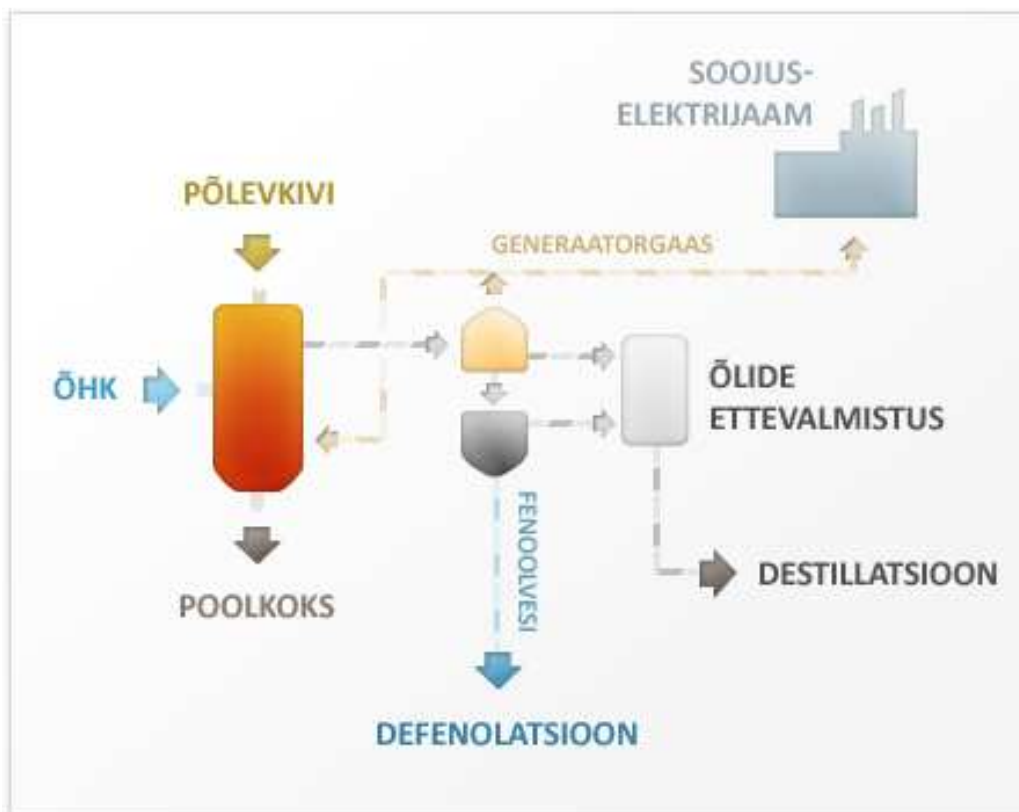 SOOJUS-
ELEKTRIJAAM
PÕLEVKIVI
GENERAATORGAAS
ÕHK
ÕLIDE
ETTEVALMISTUS
FENOOLVESI
DESTILLATSIOON
POOLKOKS
DEFENOLATSIOON